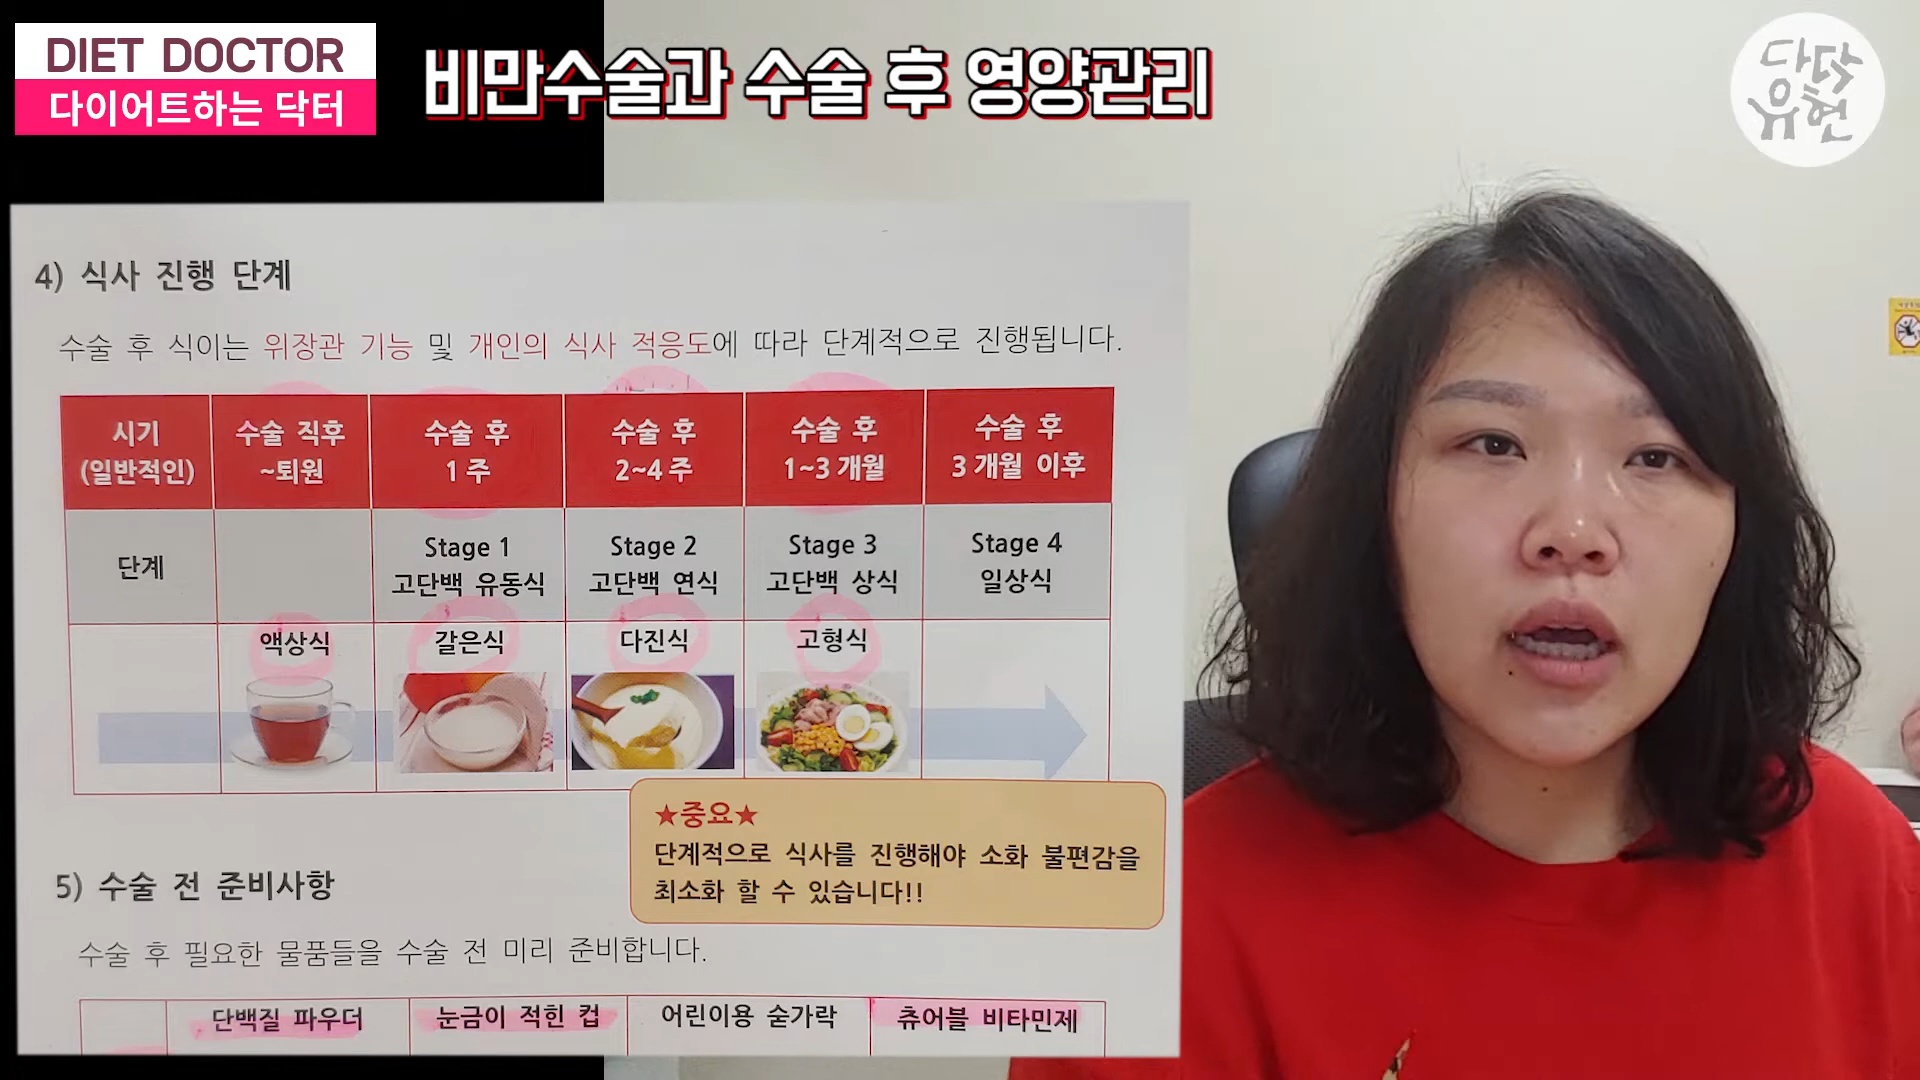 DIET DOCTOR
다이어트하는 닥터
비만수술과 수술 후 영양관리
다닥
유현
4) 식사 진행 단계
수술 후 식이는 위장관 기능 및 개인의 식사 적응도에 따라 단계적으로 진행됩니다.
시기
(일반적인)
수술 직후
~퇴원
수술 후
1주
수술 후
2~4주
수술 후
1~3개월
수술 후
3개월 이후
단계
Stage 1
고단백 유동식
Stage 2
고단백 연식
Stage 3
고단백 상식
Stage 4
일상식
액상식
갈은식
다진식
고형식
★중요★
단계적으로 식사를 진행해야 소화 불편감을
최소화 할 수 있습니다!!
5) 수술 전 준비사항
수술 후 필요한 물품들을 수술 전 미리 준비합니다.
단백질 파우더
눈금이 적힌 컵
어린이용 숟가락
츄어블 비타민제